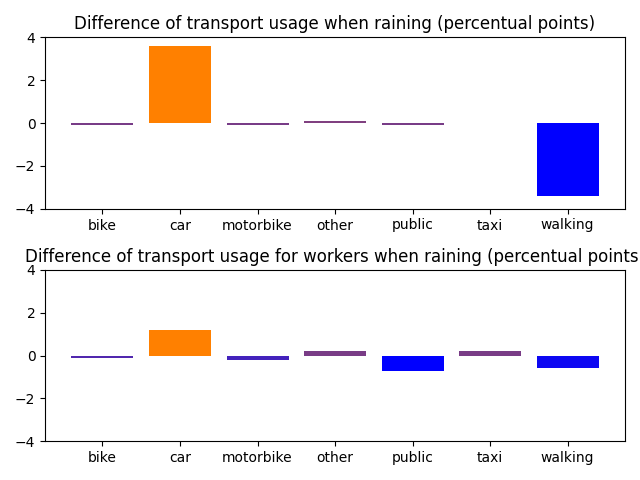 Difference of transport usage when raining (percentual points)
4
2
0
−2
−4
bike car motorbike other public taxi walking
Difference of transport usage for workers when raining (percentual points
4
2
0
−2
−4
bike car motorbike other public taxi walking